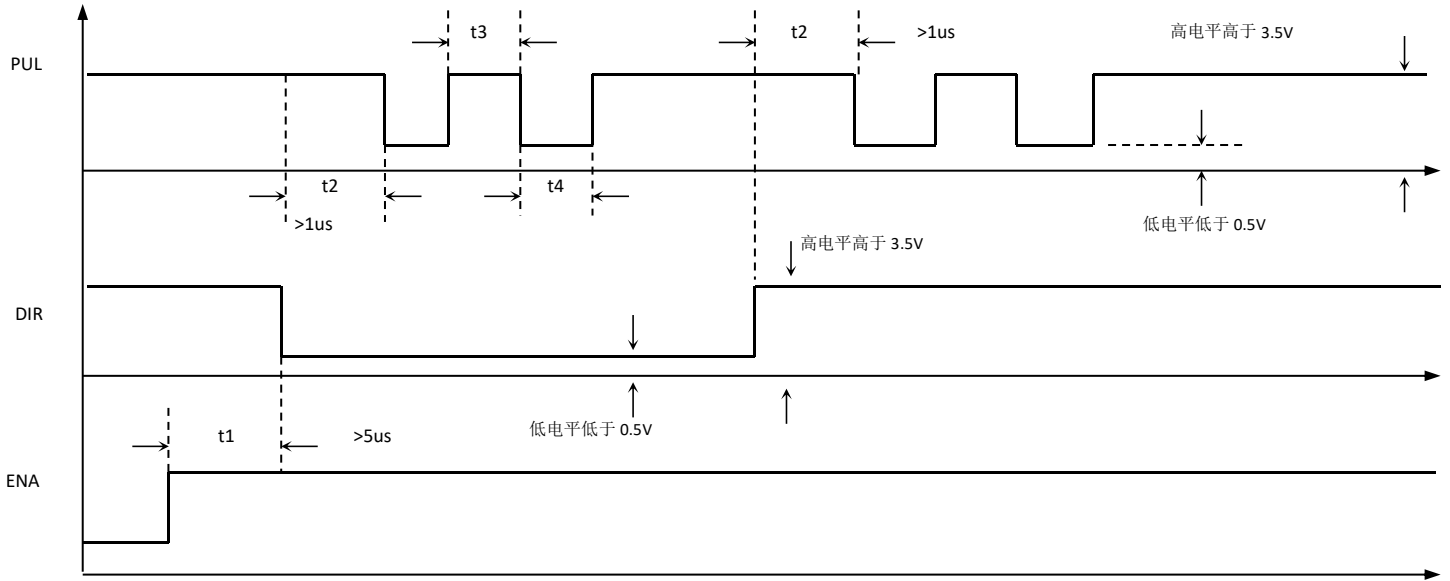 t3
t2
>1us
高电平高于 3.5V
PUL
t2
t4
>1us
低电平低于 0.5V
高电平高于 3.5V
DIR
t1
>5us
低电平低于 0.5V
ENA